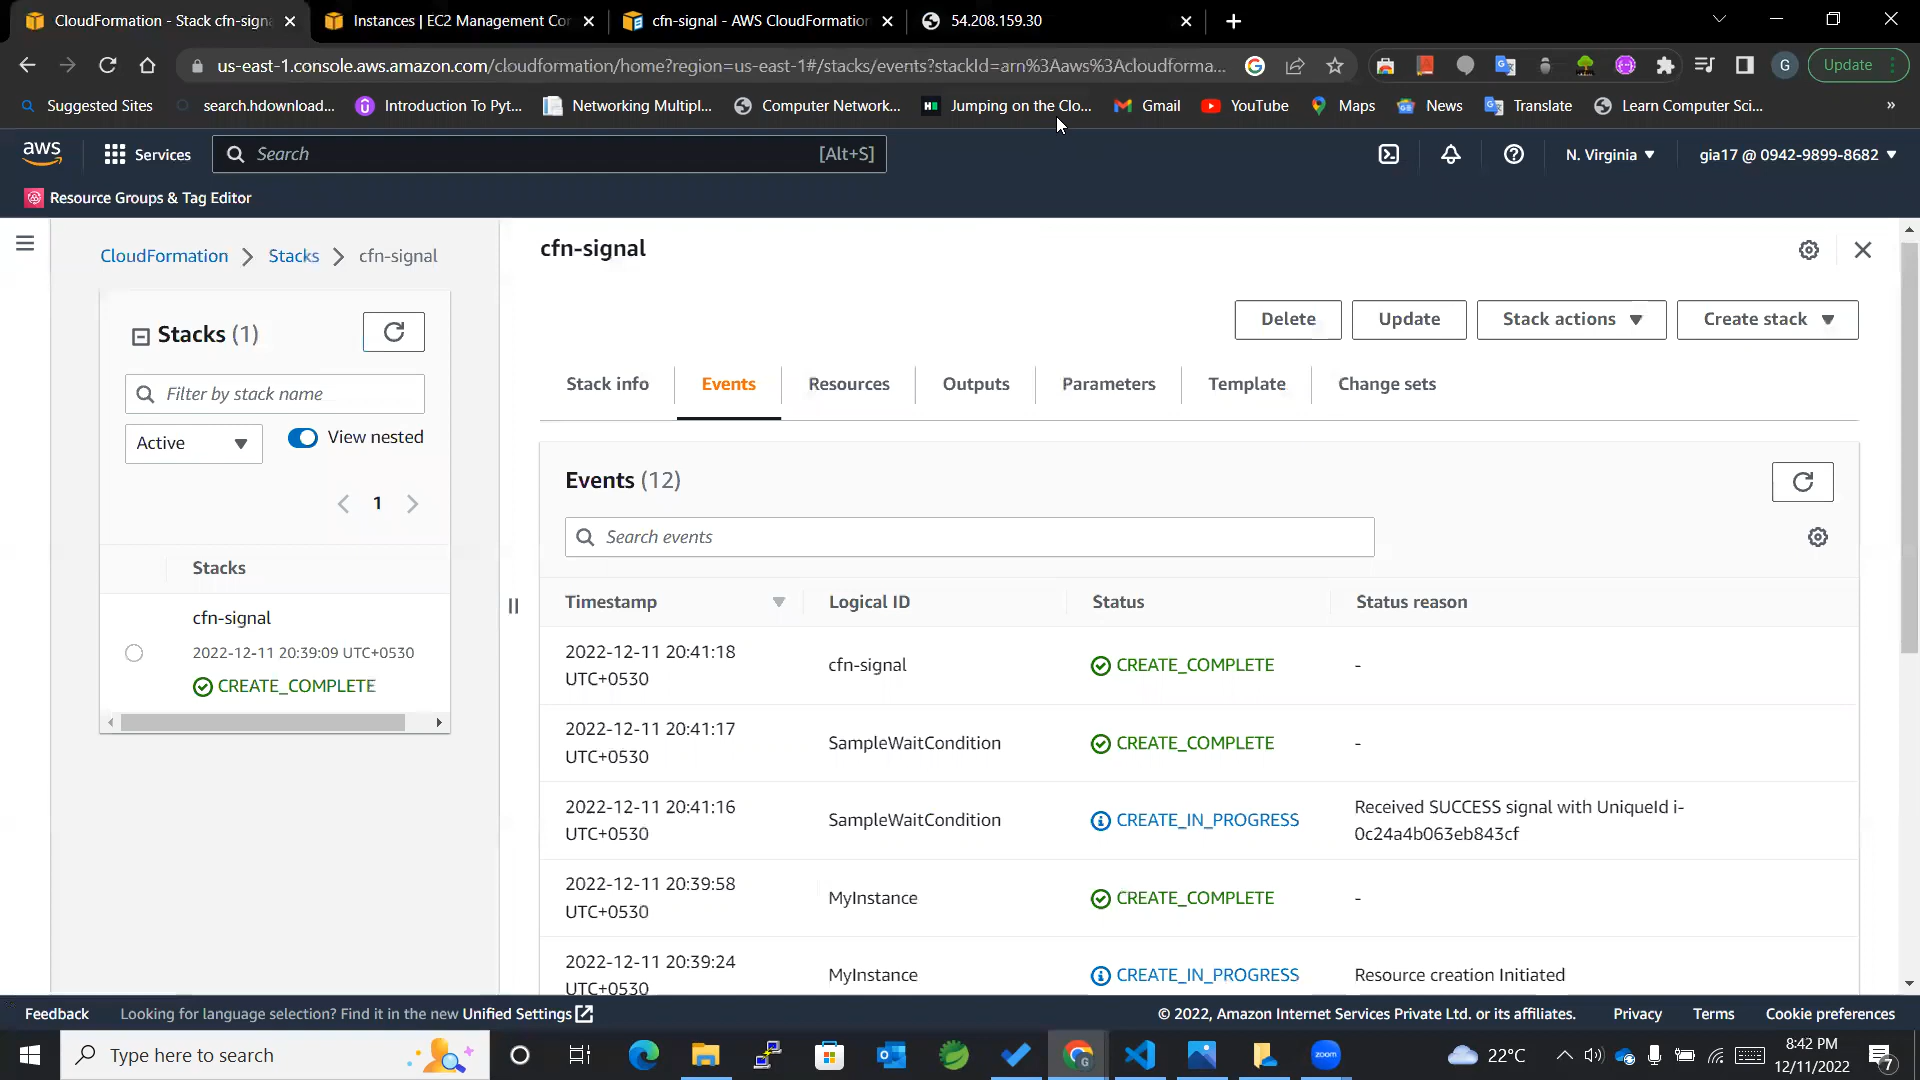 CloudFormation - Stack cfn-signa
Instances | EC2 Management Con
cfn-signal - AWS CloudFormation
54.208.159.30
us-east-1.console.aws.amazon.com/cloudformation/home?region=us-east-1#/stacks/events?stackId=arn%3Aaws%3Acloudforma...
G
Update
Suggested Sites
search.hdownload...
Introduction To Pyt...
Networking Multipl...
Computer Network...
Jumping on the Clo...
Gmail
YouTube
Maps
News
Translate
Learn Computer Sci...
»
aws
Services
Search
[Alt+S]
N. Virginia
gia17 @ 0942-9899-8682
Resource Groups & Tag Editor
CloudFormation
Stacks
cfn-signal
Stacks (1)
Filter by stack name
Active
View nested
1
Stacks
cfn-signal
2022-12-11 20:39:09 UTC+0530
CREATE_COMPLETE
cfn-signal
Delete
Update
Stack actions
Create stack
Stack info
Events
Resources
Outputs
Parameters
Template
Change sets
Events (12)
Search events
Timestamp
Logical ID
Status
Status reason
2022-12-11 20:41:18
UTC+0530
cfn-signal
CREATE_COMPLETE
-
2022-12-11 20:41:17
UTC+0530
SampleWaitCondition
CREATE_COMPLETE
-
2022-12-11 20:41:16
UTC+0530
SampleWaitCondition
CREATE_IN_PROGRESS
Received SUCCESS signal with UniqueId i-
0c24a4b063eb843cf
2022-12-11 20:39:58
UTC+0530
MyInstance
CREATE_COMPLETE
-
2022-12-11 20:39:24
UTC+0530
MyInstance
CREATE_IN_PROGRESS
Resource creation Initiated
Feedback
Looking for language selection? Find it in the new Unified Settings
© 2022, Amazon Internet Services Private Ltd. or its affiliates.
Privacy
Terms
Cookie preferences
Type here to search
zoom
22°C
8:42 PM
12/11/2022
7